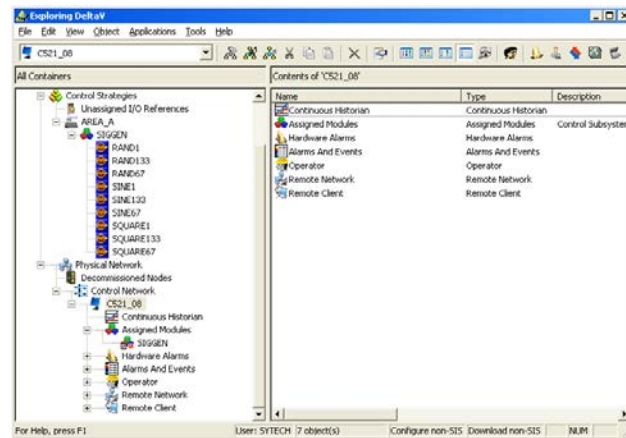 Exploring DeltaV
File Edit View Object Applications Tools Help
C521_08
All Containers
Contents of 'C521_08'
Control Strategies
Unassigned I/O References
AREA_A
SIGGEN
RAND1
RAND133
RAND67
SINE1
SINE133
SINE67
SQUARE1
SQUARE133
SQUARE67
Physical Network
Decommissioned Nodes
Control Network
C521_08
Continuous Historian
Assigned Modules
SIGGEN
Hardware Alarms
Alarms And Events
Operator
Remote Network
Remote Client
Name Type Description
Continuous Historian Continuous Historian
Assigned Modules Assigned Modules Control Subsystem
Hardware Alarms Hardware Alarms
Alarms And Events Alarms And Events
Operator Operator
Remote Network Remote Network
Remote Client Remote Client
For Help, press F1 User: SYTECH 7 object(s) Configure non-SIS Download non-SIS NUM